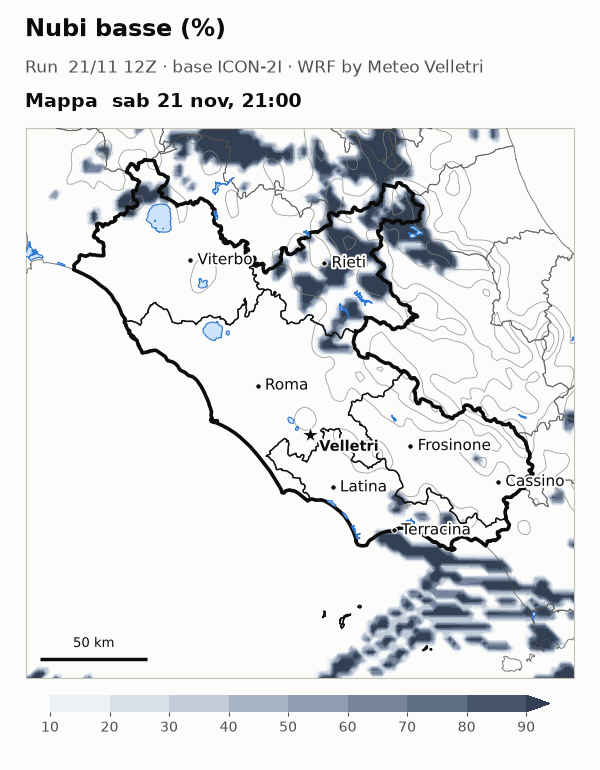 Nubi basse (%)
Run 21/11 12Z · base ICON-2I · WRF by Meteo Velletri
Mappa sab 21 nov, 21:00
Viterbo
Rieti
Roma
Velletri
Frosinone
Latina
Cassino
Terracina
50 km
10 20 30 40 50 60 70 80 90